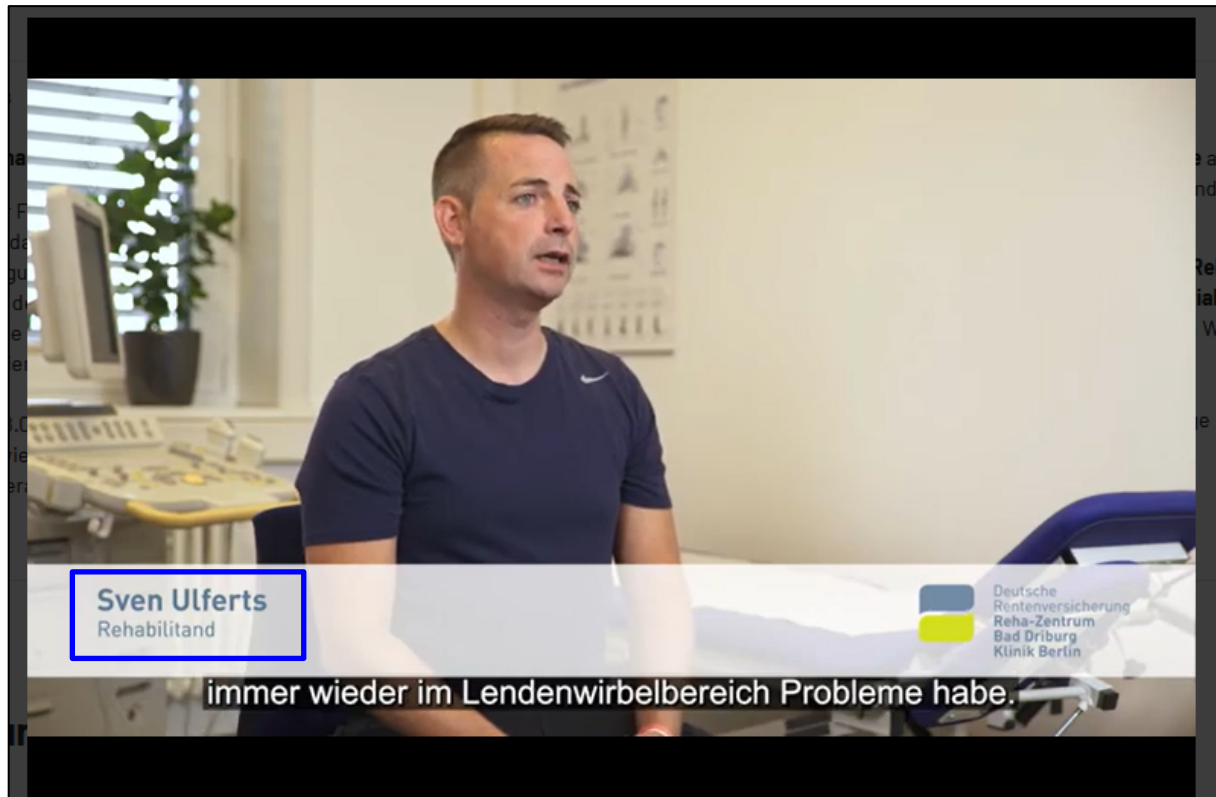 Sven Ulferts
Rehabilitand
Deutsche
Rentenversicherung
Reha-Zentrum
Bad Driburg
Klinik Berlin
immer wieder im Lendenwirbelbereich Probleme habe.